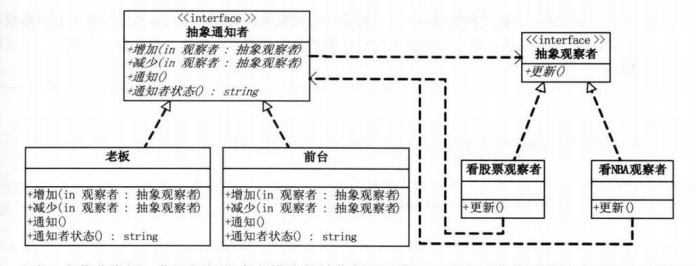 <<interface >>
抽象通知者
+增加(in 观察者 : 抽象观察者)
+减少(in 观察者 : 抽象观察者)
+通知()
+通知者状态() : string
<<interface >>
抽象观察者
+更新()
老板
+增加(in 观察者 : 抽象观察者)
+减少(in 观察者 : 抽象观察者)
+通知()
+通知者状态() : string
前台
+增加(in 观察者 : 抽象观察者)
+减少(in 观察者 : 抽象观察者)
+通知()
+通知者状态() : string
看股票观察者
+更新()
看NBA观察者
+更新()